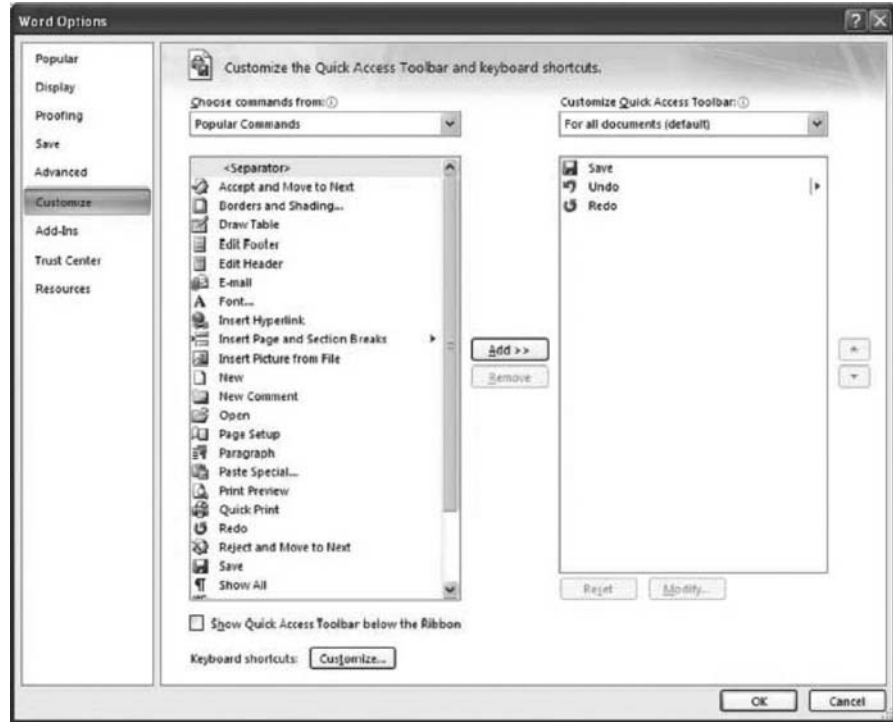 Word Options
Popular
Display
Proofing
Save
Advanced
Customize
Add-Ins
Trust Center
Resources
Customize the Quick Access Toolbar and keyboard shortcuts.
Choose commands from:
Popular Commands
<Separator>
Accept and Move to Next
Borders and Shading...
Draw Table
Edit Footer
Edit Header
E-mail
Font...
Insert Hyperlink
Insert Page and Section Breaks
Insert Picture from File
New
New Comment
Open
Page Setup
Paragraph
Paste Special...
Print Preview
Quick Print
Redo
Reject and Move to Next
Save
Show All
Show Quick Access Toolbar below the Ribbon
Keyboard shortcuts: Customize...
Add >>
Remove
Customize Quick Access Toolbar:
For all documents (default)
Save
Undo
Redo
Reset Modify...
OK Cancel